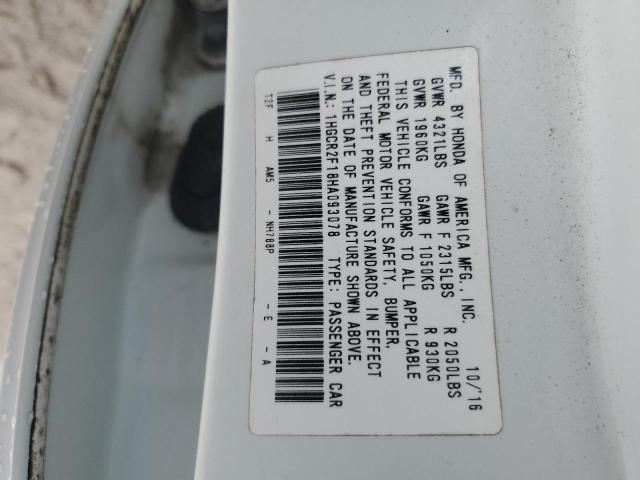 MFD. BY HONDA OF AMERICA MFG., INC. 10/'16
GVWR 4321LBS GAWR F 2315LBS R 2050LBS
GVWR 1960KG GAWR F 1050KG R 930KG
THIS VEHICLE CONFORMS TO ALL APPLICABLE
FEDERAL MOTOR VEHICLE SAFETY, BUMPER,
AND THEFT PREVENTION STANDARDS IN EFFECT
ON THE DATE OF MANUFACTURE SHOWN ABOVE.
V.I.N.: 1HGCR2F18HA093078 TYPE: PASSENGER CAR
T2F H AM5 - NH788P - E - A